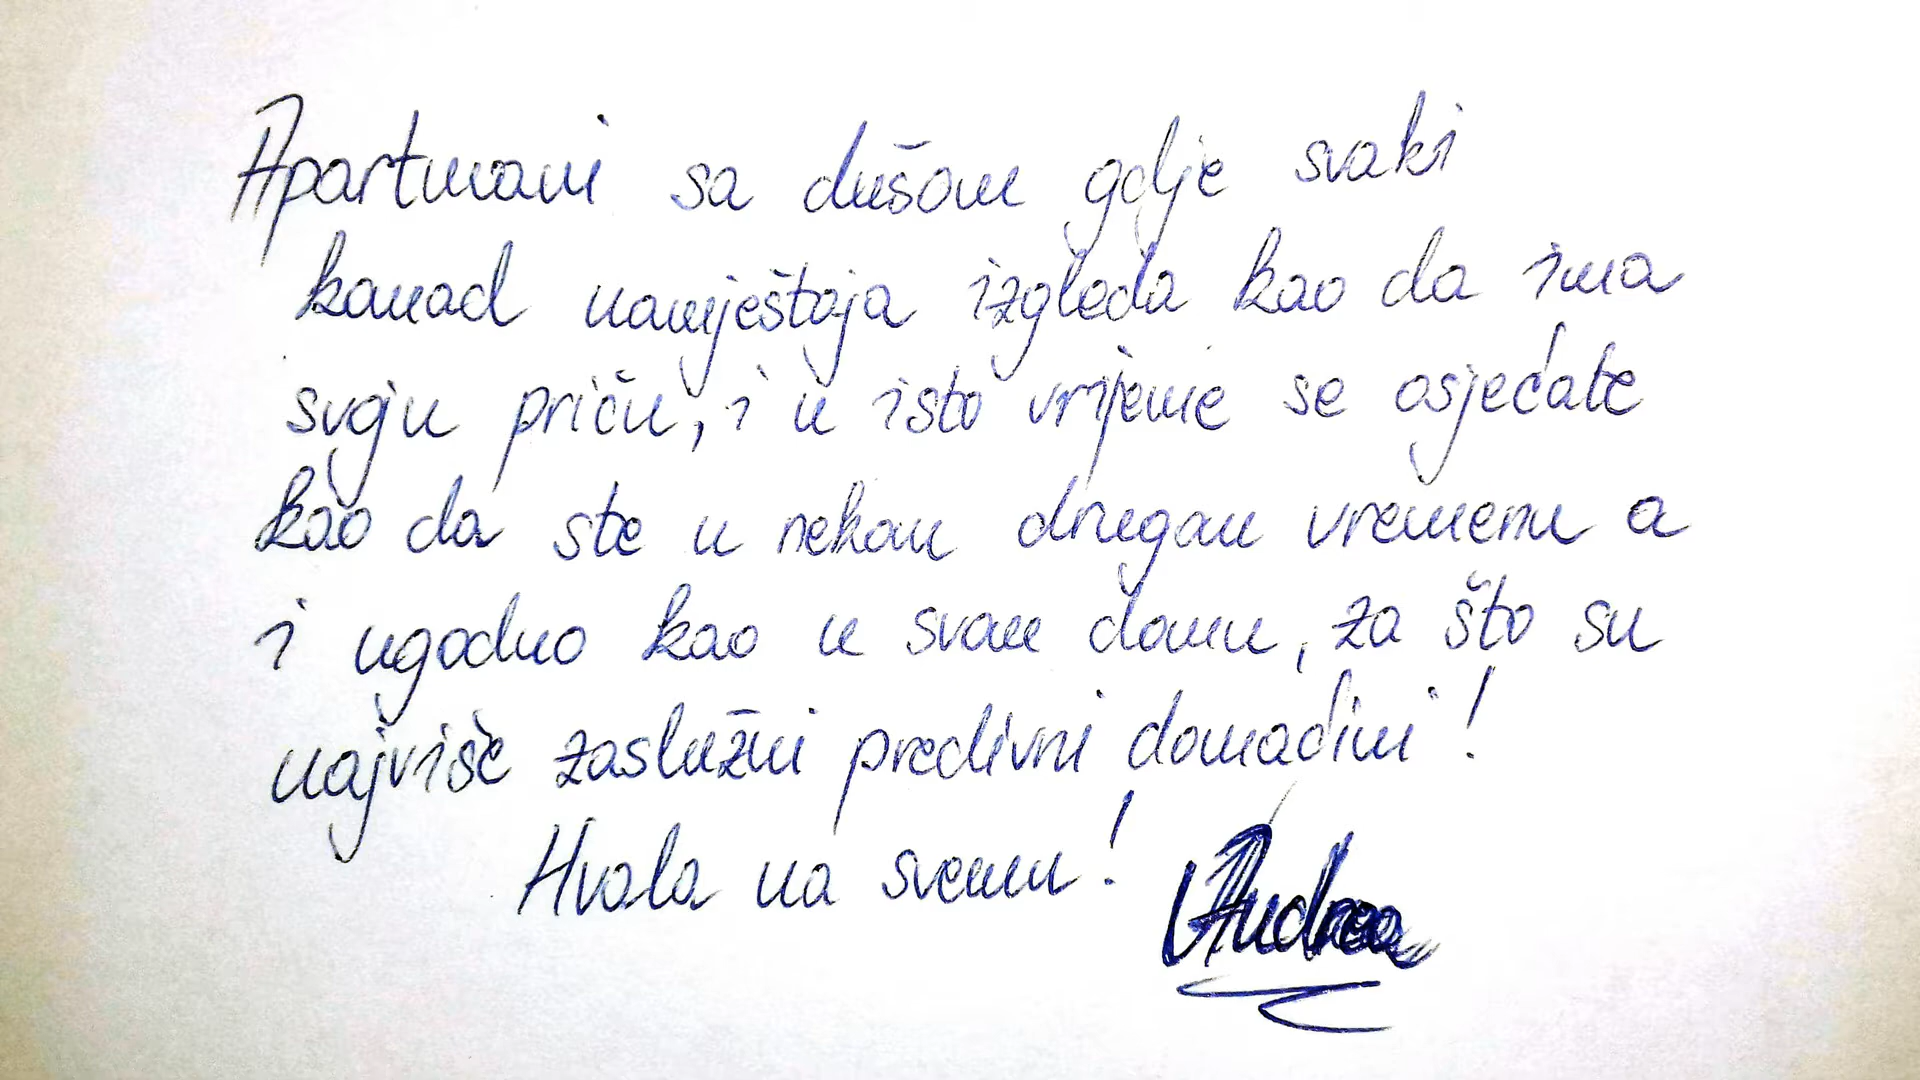 Apartmani sa dušom gdje svaki
komad namještaja izgleda kao da ima
svoju priču, i u isto vrijeme se osjećate
kao da ste u nekom drugom vremenu a
i ugodno kao u svom domu, za što su
najviše zaslužni predivni domaćini!
Hvala na svemu!
Andrea